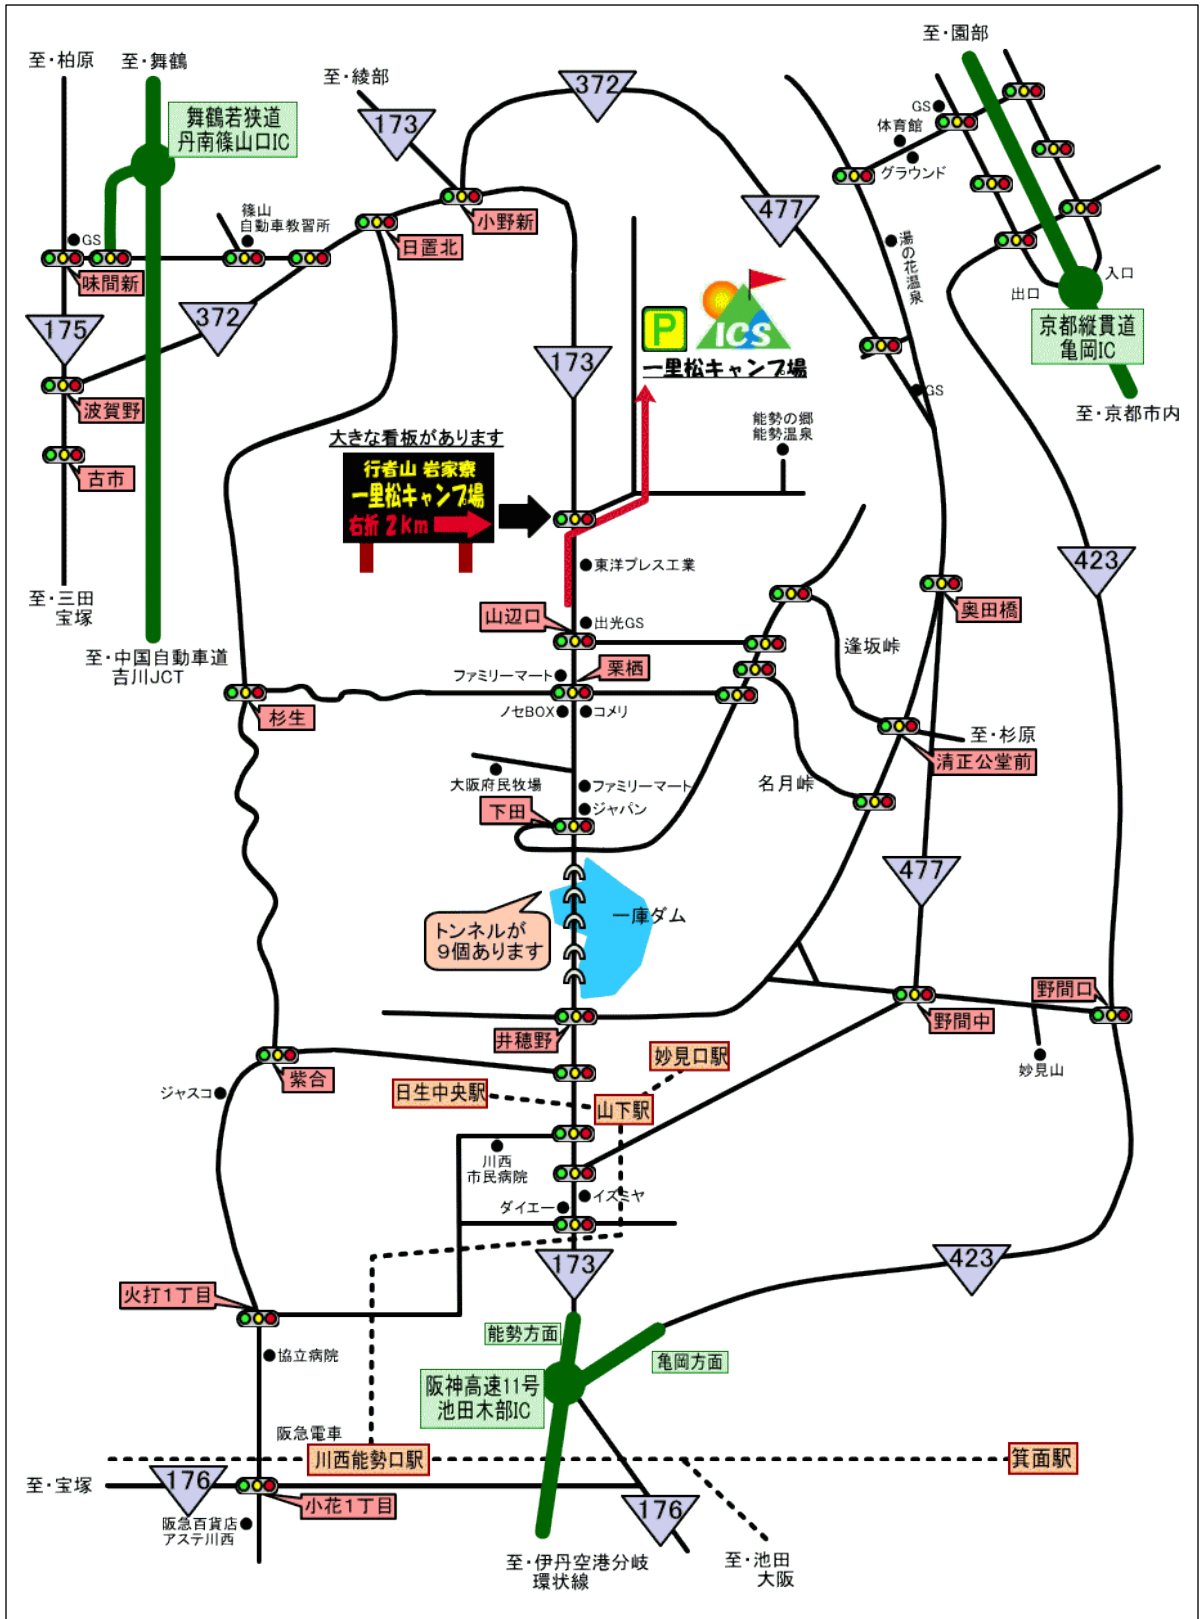 至・園部
至・柏原
至・舞鶴
至・綾部
372
舞鶴若狭道
丹南篠山口IC
173
GS
体育館
グラウンド
477
小野新
篠山
自動車教習所
日置北
GS
味間新
湯の花温泉
入口
出口
372
175
京都縦貫道
亀岡IC
P
ICS
一里松キャンプ場
173
GS
至・京都市内
波賀野
古市
大きな看板があります
行者山 岩家寮
一里松キャンプ場
右折 2Km
能勢の郷
能勢温泉
東洋プレス工業
423
至・三田
宝塚
山辺口
出光GS
奥田橋
逢坂峠
至・中国自動車道
吉川JCT
ファミリーマート
栗栖
杉生
ノセBOX
コメリ
至・杉原
清正公堂前
大阪府民牧場
ファミリーマート
名月峠
下田
ジャパン
477
トンネルが
9個あります
一庫ダム
野間口
野間中
井穂野
妙見口駅
妙見山
紫合
ジャスコ
日生中央駅
山下駅
川西
市民病院
イズミヤ
ダイエー
173
423
火打1丁目
能勢方面
亀岡方面
協立病院
阪神高速11号
池田木部IC
阪急電車
川西能勢口駅
箕面駅
至・宝塚
176
小花1丁目
176
阪急百貨店
アステ川西
至・伊丹空港分岐
環状線
至・池田
大阪